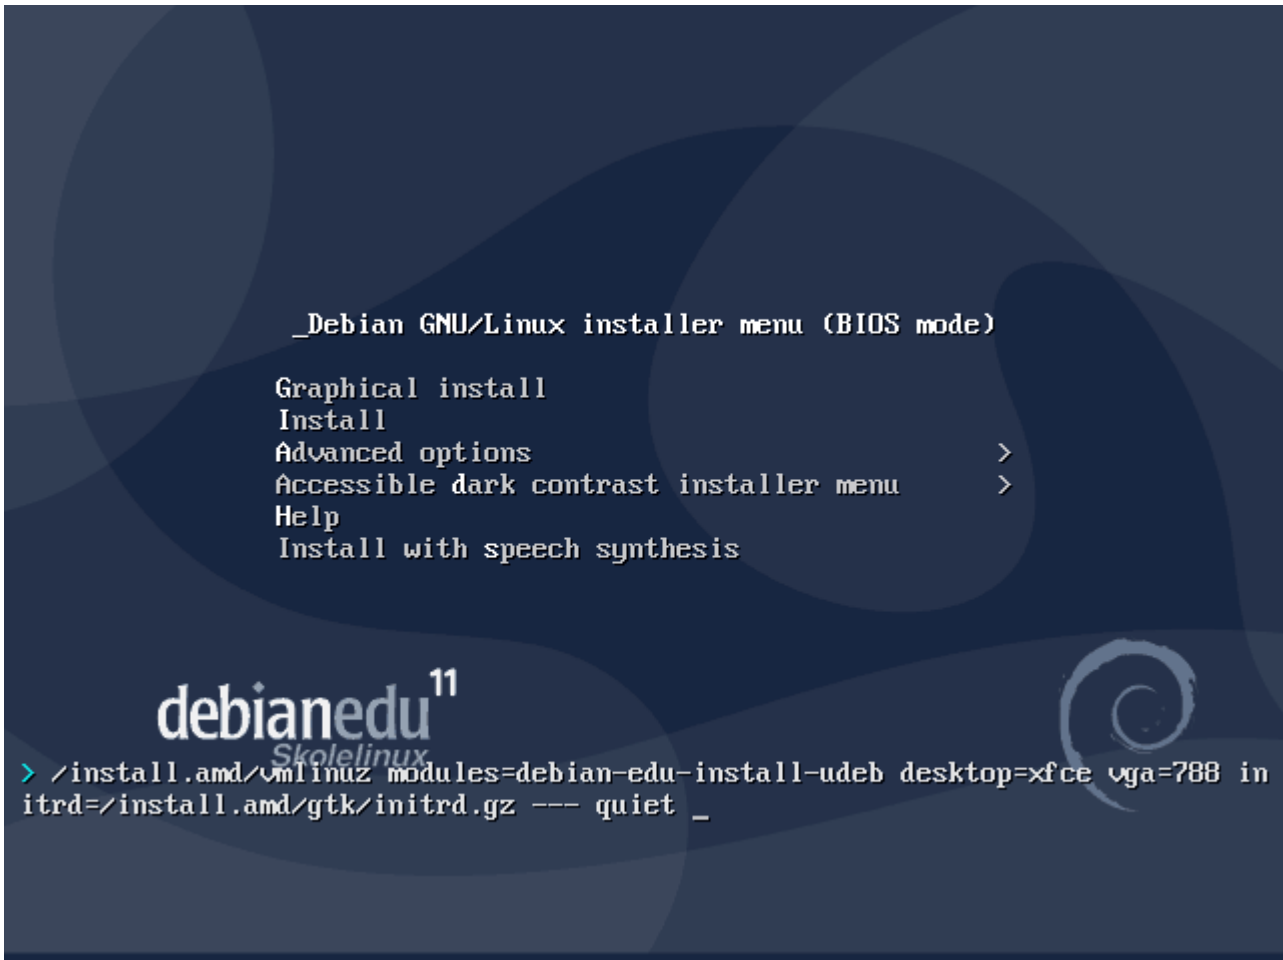 _Debian GNU/Linux installer menu (BIOS mode)
Graphical install
Install
Advanced options >
Accessible dark contrast installer menu >
Help
Install with speech synthesis
debianedu 11
Skolelinux
> /install.amd/vmlinuz modules=debian-edu-install-udeb desktop=xfce vga=788 in
itrd=/install.amd/gtk/initrd.gz --- quiet _